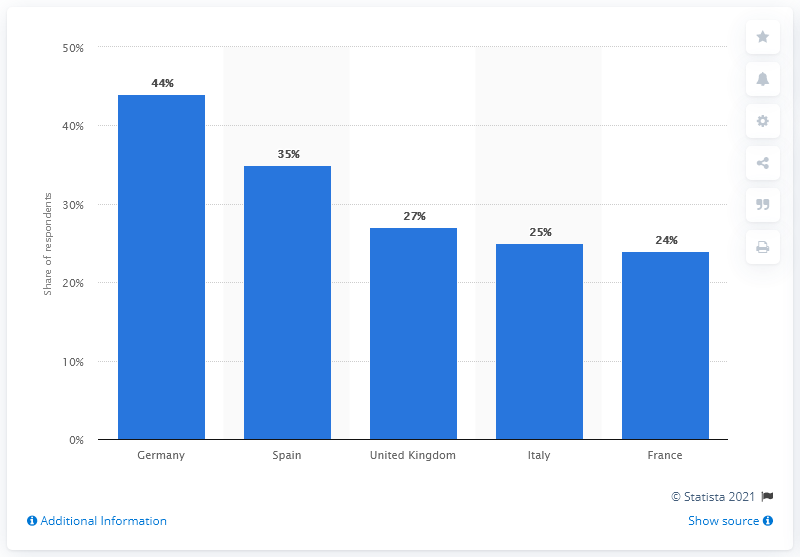 50%
44%
40%
35%
30%
27%
25%
24%
20%
10%
0%
Share of respondents
Germany Spain United Kingdom Italy France
© Statista 2021
Additional Information Show source